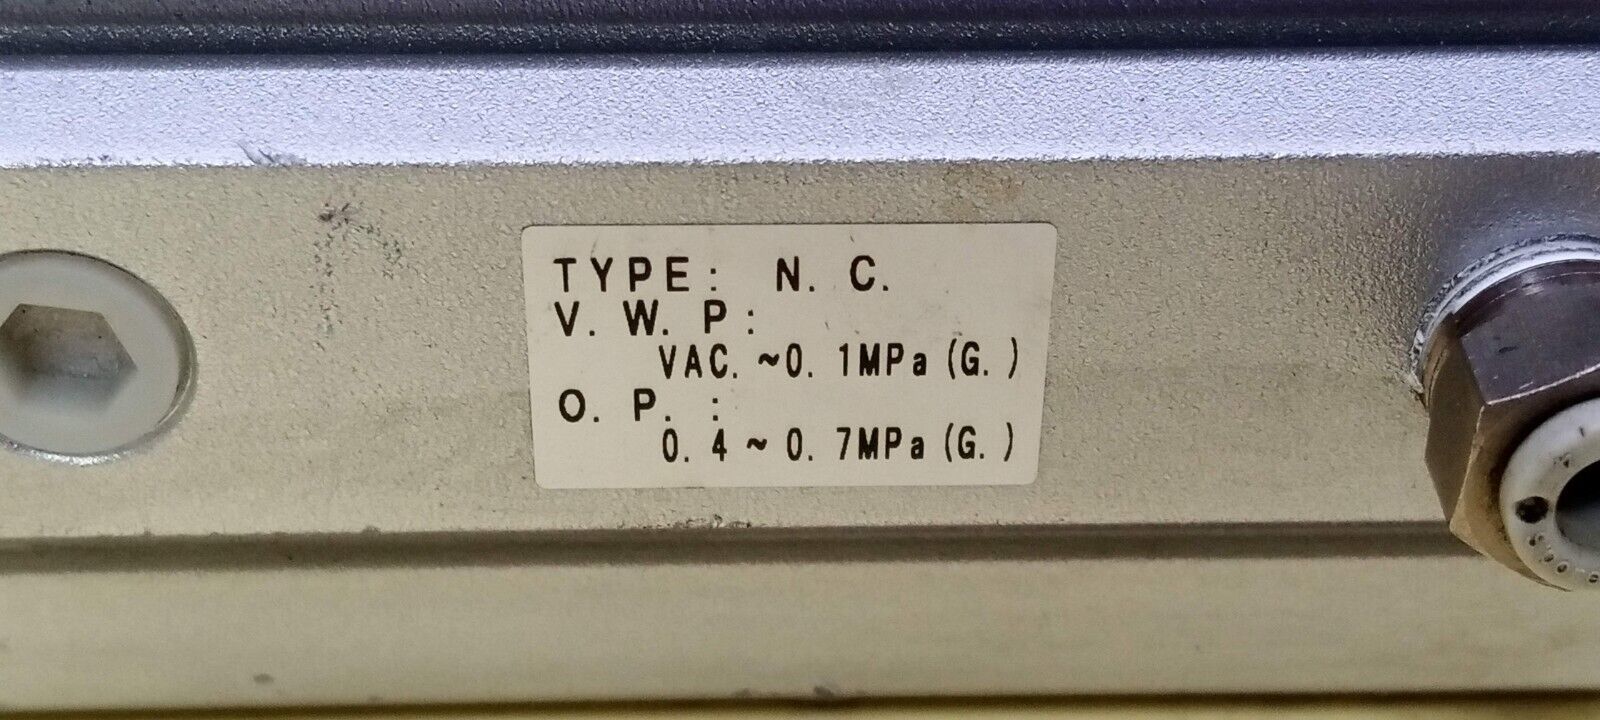 TYPE: N. C.
V. W. P:
VAC. ~0. 1MPa (G. )
O. P. :
0. 4 ~ 0. 7MPa (G. )